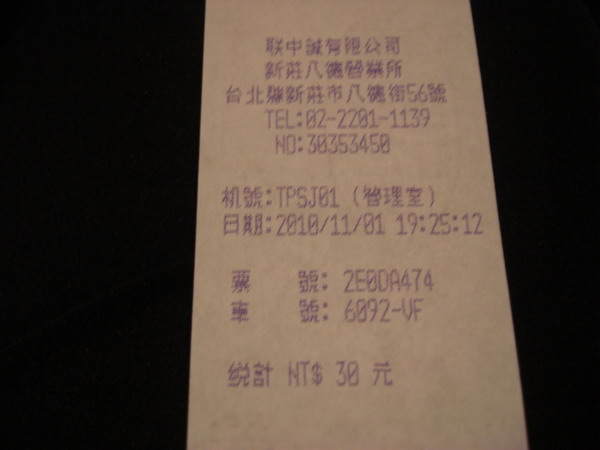 联中誠有限公司
新莊八德營業所
台北縣新莊市八德街56號
TEL:02-2201-1139
NO:30353450
机號:TPSJ01 (管理室)
日期:2010/11/01 19:25:12
票 號: 2E0DA474
車 號: 6092-VF
统計 NT$ 30 元